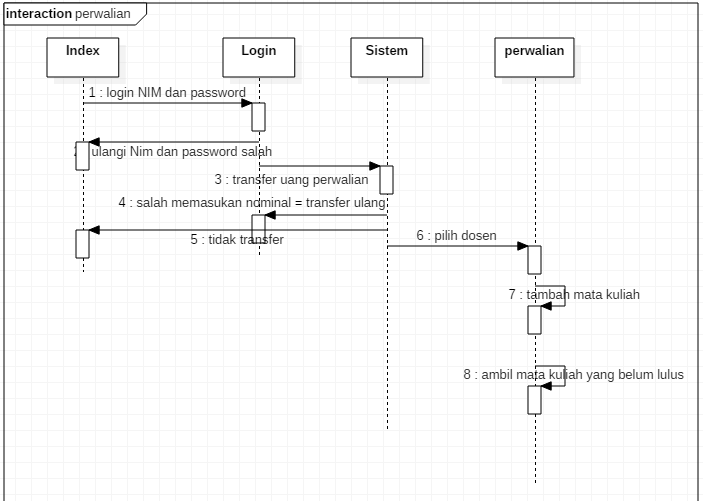 interaction perwalian
Index
Login
Sistem
perwalian
1 : login NIM dan password
2 : ulangi Nim dan password salah
3 : transfer uang perwalian
4 : salah memasukan nominal = transfer ulang
5 : tidak transfer
6 : pilih dosen
7 : tambah mata kuliah
8 : ambil mata kuliah yang belum lulus